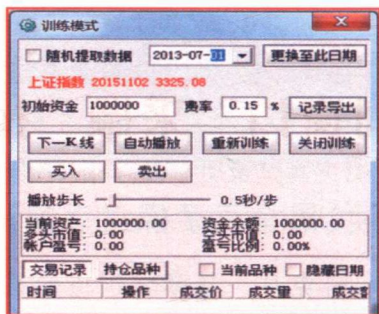 训练模式
随机提取数据 2013-07-01 更换至此日期
上证指数 20151102 3325.08
初始资金 1000000 费率 0.15 % 记录导出
下一K线 自动播放 重新训练 关闭训练
买入 卖出
播放步长 0.5秒/步
当前资产: 1000000.00 资金余额: 1000000.00
多头市值: 0.00 空头市值: 0.00
帐户盈亏: 0.00 盈亏比例: 0.00%
交易记录 持仓品种 当前品种 隐藏日期
时间 操作 成交价 成交量 成交